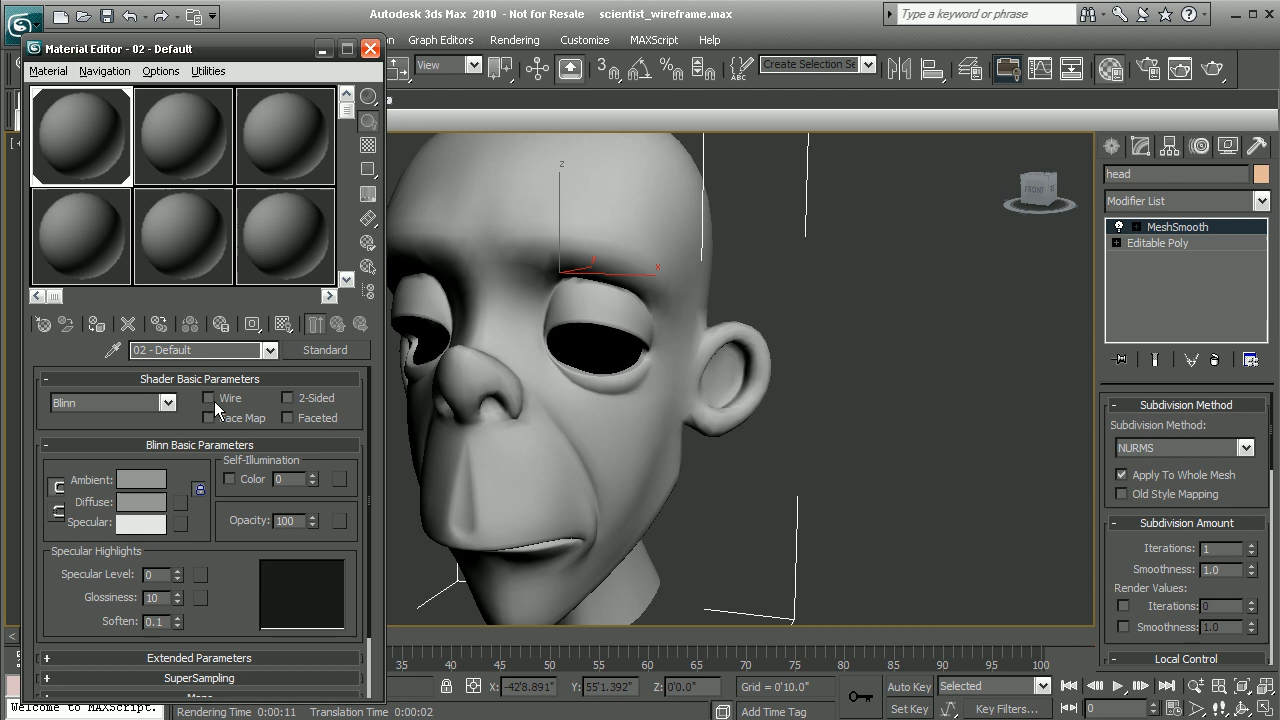 Autodesk 3ds Max 2010 - Not for Resale scientist_wireframe.max
Type a keyword or phrase
Material Editor - 02 - Default
Graph Editors Rendering Customize MAXScript Help
Material Navigation Options Utilities
View
3
Create Selection Se
FRONT
z
x
head
Modifier List
MeshSmooth
Editable Poly
02 - Default
Standard
Shader Basic Parameters
Blinn
Wire
2-Sided
Face Map
Faceted
Blinn Basic Parameters
Self-Illumination
Ambient:
Color 0
Diffuse:
Specular:
Opacity: 100
Specular Highlights
Specular Level: 0
Glossiness: 10
Soften: 0.1
Extended Parameters
SuperSampling
Maps
Subdivision Method
Subdivision Method:
NURMS
Apply To Whole Mesh
Old Style Mapping
Subdivision Amount
Iterations: 1
Smoothness: 1.0
Render Values:
Iterations: 0
Smoothness: 1.0
Local Control
35 40 45 50 55 60 65 70 75 80 85 90 95 100
X: -42'8.891" Y: 55'1.392" Z: 0'0.0" Grid = 0'10.0"
Auto Key Selected
Set Key Key Filters...
0
Welcome to MAXScript.
Rendering Time 0:00:11 Translation Time 0:00:02
Add Time Tag